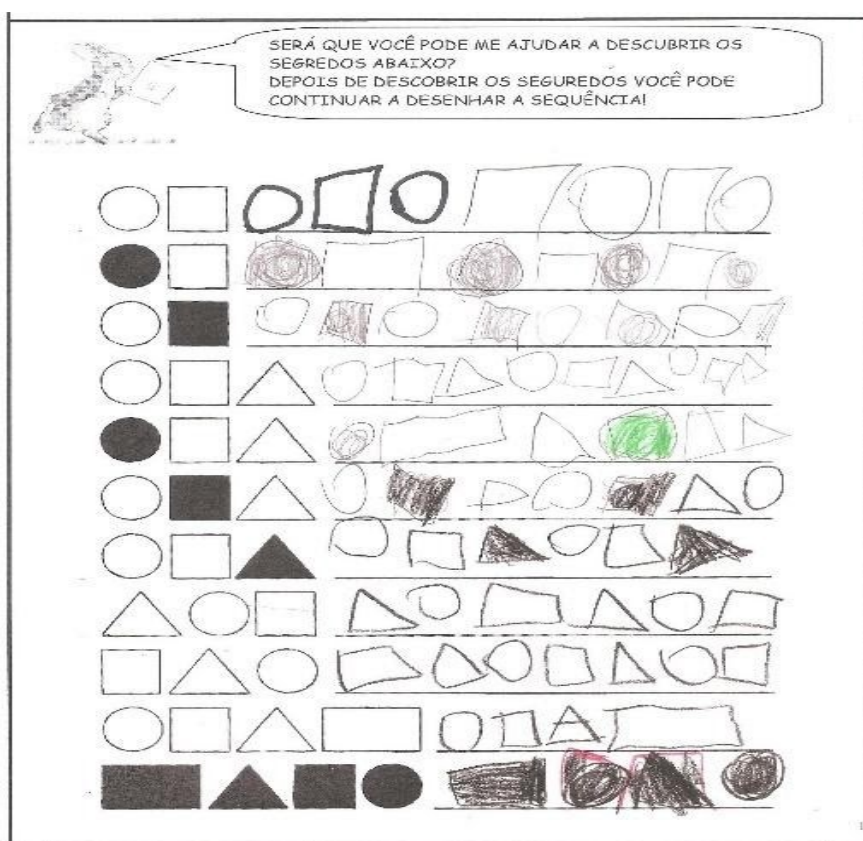 SERÁ QUE VOCÊ PODE ME AJUDAR A DESCUBRIR OS
SEGREDOS ABAIXO?
DEPOIS DE DESCOBRIR OS SEGUREDOS VOCÊ PODE
CONTINUAR A DESENHAR A SEQUÊNCIA!
1